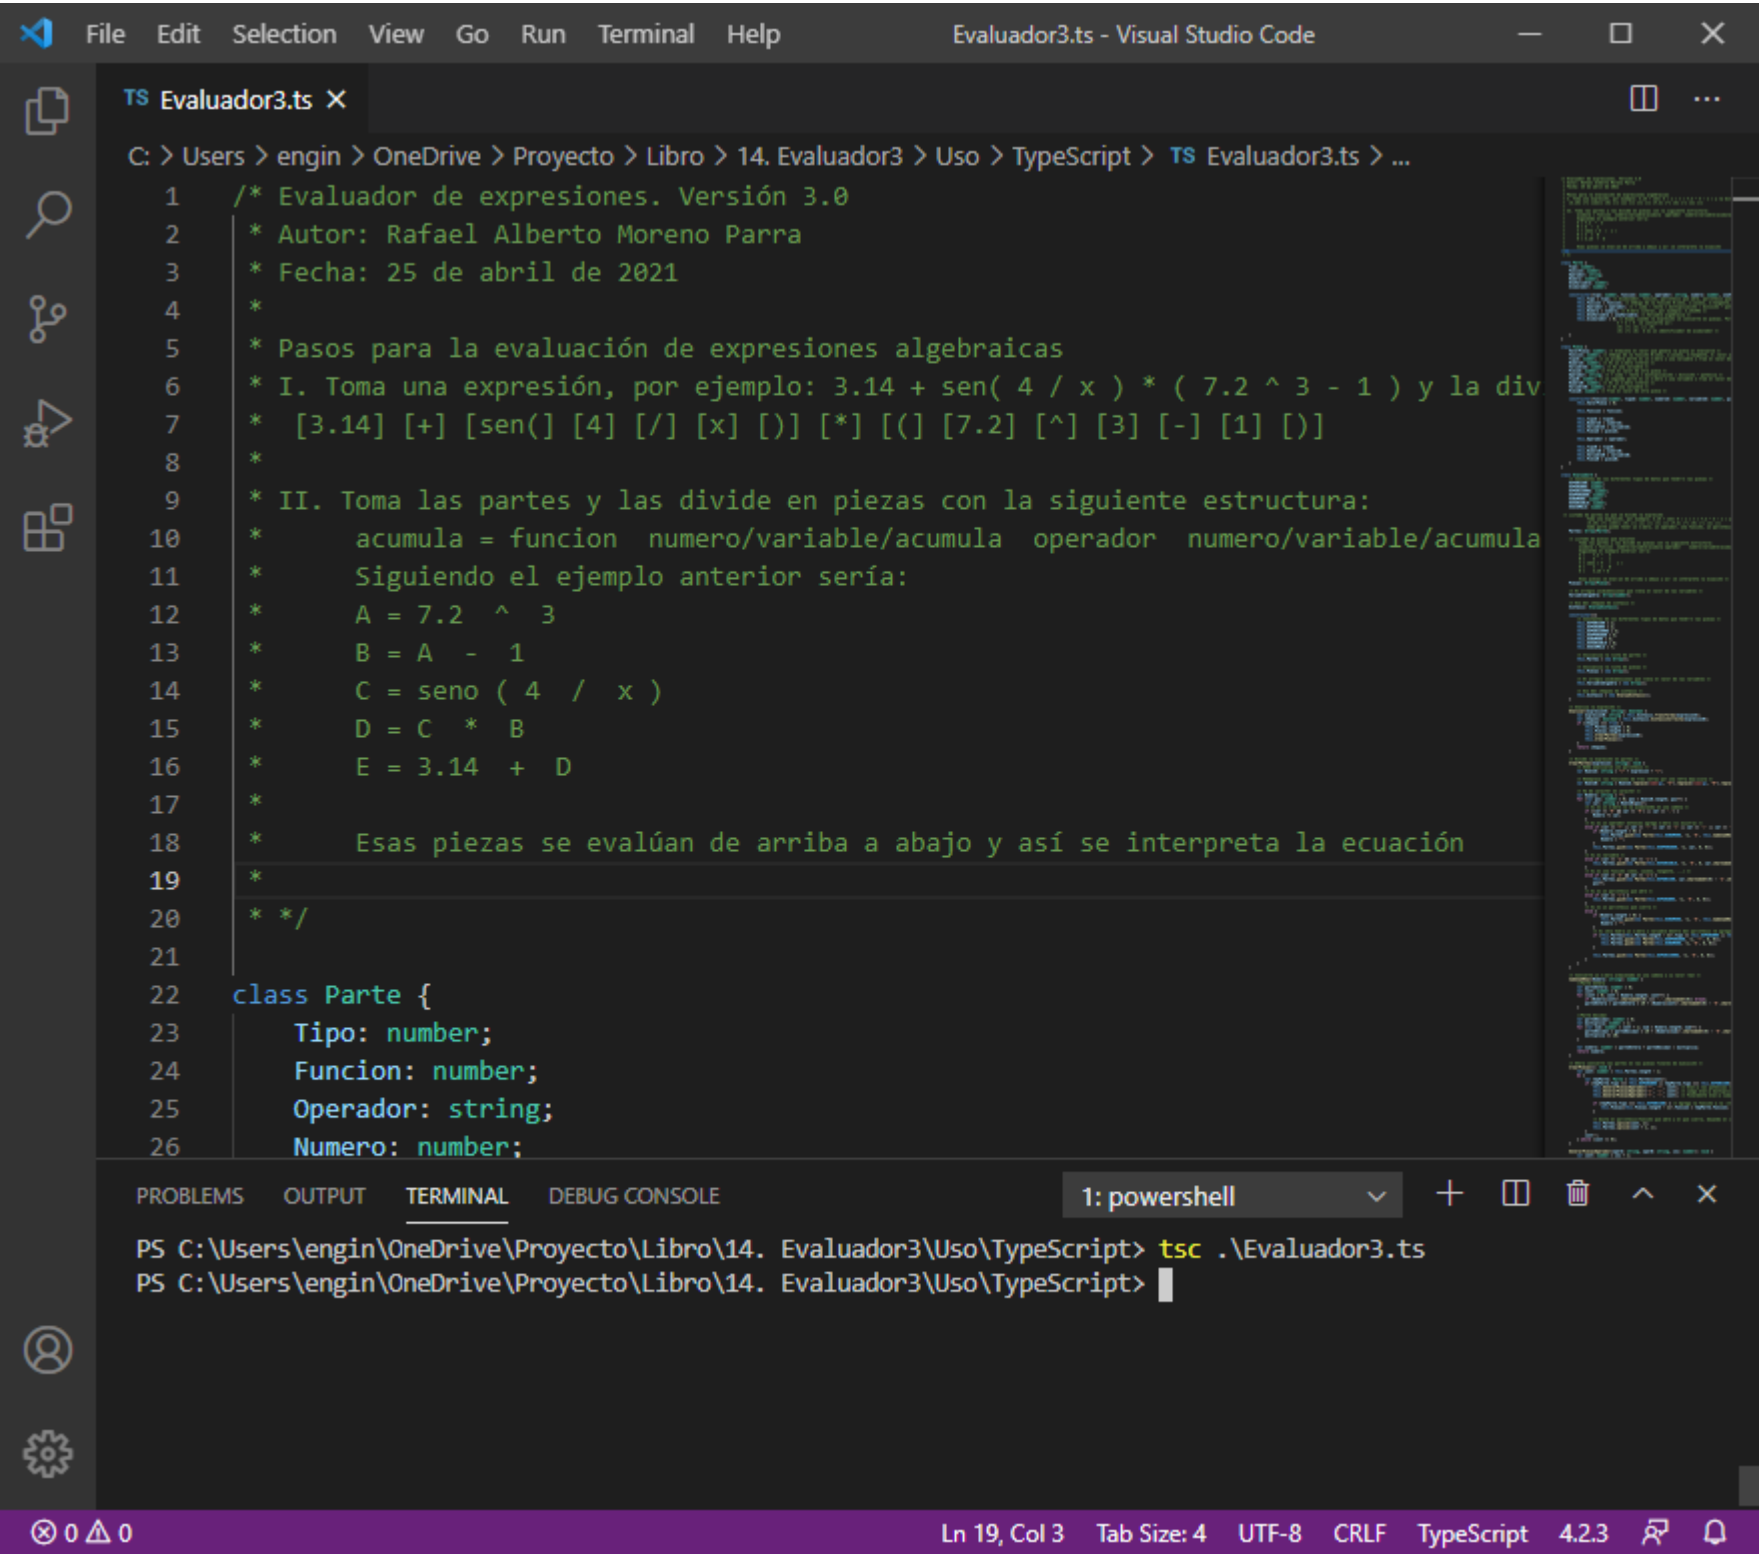 File Edit Selection View Go Run Terminal Help Evaluador3.ts - Visual Studio Code
TS Evaluador3.ts
C: > Users > engin > OneDrive > Proyecto > Libro > 14. Evaluador3 > Uso > TypeScript > TS Evaluador3.ts > ...
1 /* Evaluador de expresiones. Versión 3.0
2 * Autor: Rafael Alberto Moreno Parra
3 * Fecha: 25 de abril de 2021
4 *
5 * Pasos para la evaluación de expresiones algebraicas
6 * I. Toma una expresión, por ejemplo: 3.14 + sen( 4 / x ) * ( 7.2 ^ 3 - 1 ) y la div
7 * [3.14] [+] [sen(] [4] [/] [x] [)] [*] [(] [7.2] [^] [3] [-] [1] [)]
8 *
9 * II. Toma las partes y las divide en piezas con la siguiente estructura:
10 * acumula = funcion numero/variable/acumula operador numero/variable/acumula
11 * Siguiendo el ejemplo anterior sería:
12 * A = 7.2 ^ 3
13 * B = A - 1
14 * C = seno ( 4 / x )
15 * D = C * B
16 * E = 3.14 + D
17 *
18 * Esas piezas se evalúan de arriba a abajo y así se interpreta la ecuación
19 *
20 * */
21
22 class Parte {
23 Tipo: number;
24 Funcion: number;
25 Operador: string;
26 Numero: number;
PROBLEMS OUTPUT TERMINAL DEBUG CONSOLE 1: powershell
PS C:\Users\engin\OneDrive\Proyecto\Libro\14. Evaluador3\Uso\TypeScript> tsc .\Evaluador3.ts
PS C:\Users\engin\OneDrive\Proyecto\Libro\14. Evaluador3\Uso\TypeScript>
0 0 Ln 19, Col 3 Tab Size: 4 UTF-8 CRLF TypeScript 4.2.3